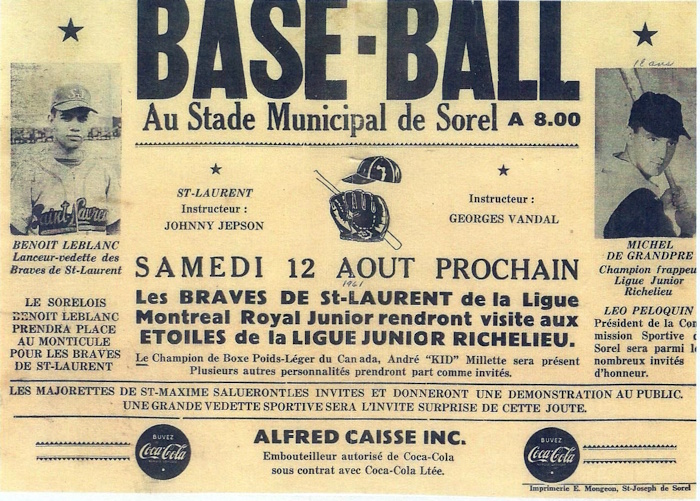 BASE-BALL
Au Stade Municipal de Sorel A 8.00
18 ans
ST-LAURENT
Instructeur :
JOHNNY JEPSON
Instructeur :
GEORGES VANDAL
BENOIT LEBLANC
Lanceur-vedette des
Braves de St-Laurent
LE SORELOIS
BENOIT LEBLANC
PRENDRA PLACE
AU MONTICULE
POUR LES BRAVES
DE ST-LAURENT
SAMEDI 12 AOUT PROCHAIN
1961
Les BRAVES DE St-LAURENT de la Ligue
Montreal Royal Junior rendront visite aux
ETOILES de la LIGUE JUNIOR RICHELIEU.
Le Champion de Boxe Poids-Léger du Canada, André "KID" Millette sera présent
Plusieurs autres personnalités prendront part comme invités.
MICHEL
DE GRANDPRE
Champion frappeu
Ligue Junior
Richelieu
LEO PELOQUIN
Président de la Com
mission Sportive d
Sorel sera parmi le
nombreux invités
d'honneur.
LES MAJORETTES DE ST-MAXIME SALUERONTLES INVITES ET DONNERONT UNE DEMONSTRATION AU PUBLIC.
UNE GRANDE VEDETTE SPORTIVE SERA L'INVITE SURPRISE DE CETTE JOUTE.
BUVEZ
Coca-Cola
ALFRED CAISSE INC.
Embouteilleur autorisé de Coca-Cola
sous contrat avec Coca-Cola Ltée.
BUVEZ
Coca-Cola
Imprimerie E. Mongeon, St-Joseph de Sorel